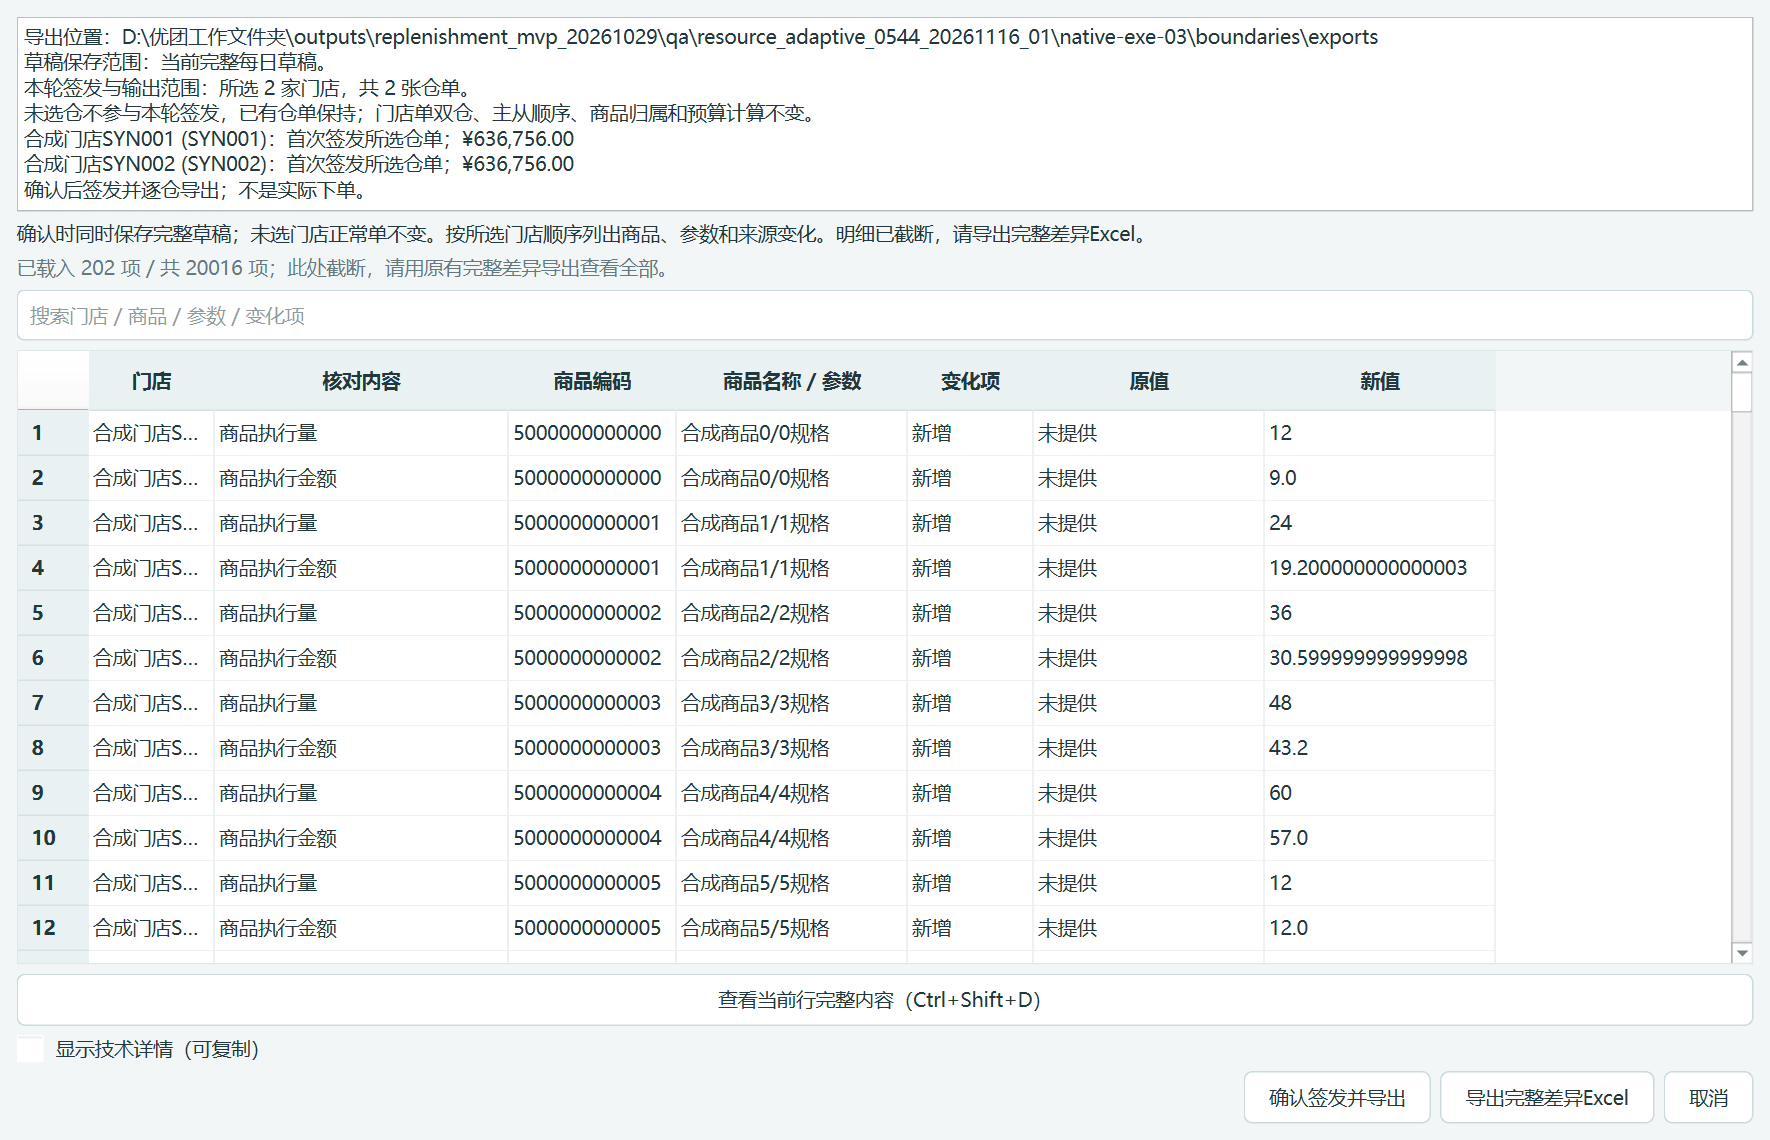 导出位置：D:\优团工作文件夹\outputs\replenishment_mvp_20261029\qa\resource_adaptive_0544_20261116_01\native-exe-03\boundaries\exports
草稿保存范围：当前完整每日草稿。
本轮签发与输出范围：所选 2 家门店，共 2 张仓单。
未选仓不参与本轮签发，已有仓单保持；门店单双仓、主从顺序、商品归属和预算计算不变。
合成门店SYN001 (SYN001)：首次签发所选仓单；¥636,756.00
合成门店SYN002 (SYN002)：首次签发所选仓单；¥636,756.00
确认后签发并逐仓导出；不是实际下单。
确认时同时保存完整草稿；未选门店正常单不变。按所选门店顺序列出商品、参数和来源变化。明细已截断，请导出完整差异Excel。
已载入 202 项 / 共 20016 项；此处截断，请用原有完整差异导出查看全部。
搜索门店 / 商品 / 参数 / 变化项
门店 核对内容 商品编码 商品名称 / 参数 变化项 原值 新值
1 合成门店S... 商品执行量 5000000000000 合成商品0/0规格 新增 未提供 12
2 合成门店S... 商品执行金额 5000000000000 合成商品0/0规格 新增 未提供 9.0
3 合成门店S... 商品执行量 5000000000001 合成商品1/1规格 新增 未提供 24
4 合成门店S... 商品执行金额 5000000000001 合成商品1/1规格 新增 未提供 19.200000000000003
5 合成门店S... 商品执行量 5000000000002 合成商品2/2规格 新增 未提供 36
6 合成门店S... 商品执行金额 5000000000002 合成商品2/2规格 新增 未提供 30.599999999999998
7 合成门店S... 商品执行量 5000000000003 合成商品3/3规格 新增 未提供 48
8 合成门店S... 商品执行金额 5000000000003 合成商品3/3规格 新增 未提供 43.2
9 合成门店S... 商品执行量 5000000000004 合成商品4/4规格 新增 未提供 60
10 合成门店S... 商品执行金额 5000000000004 合成商品4/4规格 新增 未提供 57.0
11 合成门店S... 商品执行量 5000000000005 合成商品5/5规格 新增 未提供 12
12 合成门店S... 商品执行金额 5000000000005 合成商品5/5规格 新增 未提供 12.0
查看当前行完整内容（Ctrl+Shift+D）
显示技术详情（可复制）
确认签发并导出 导出完整差异Excel 取消